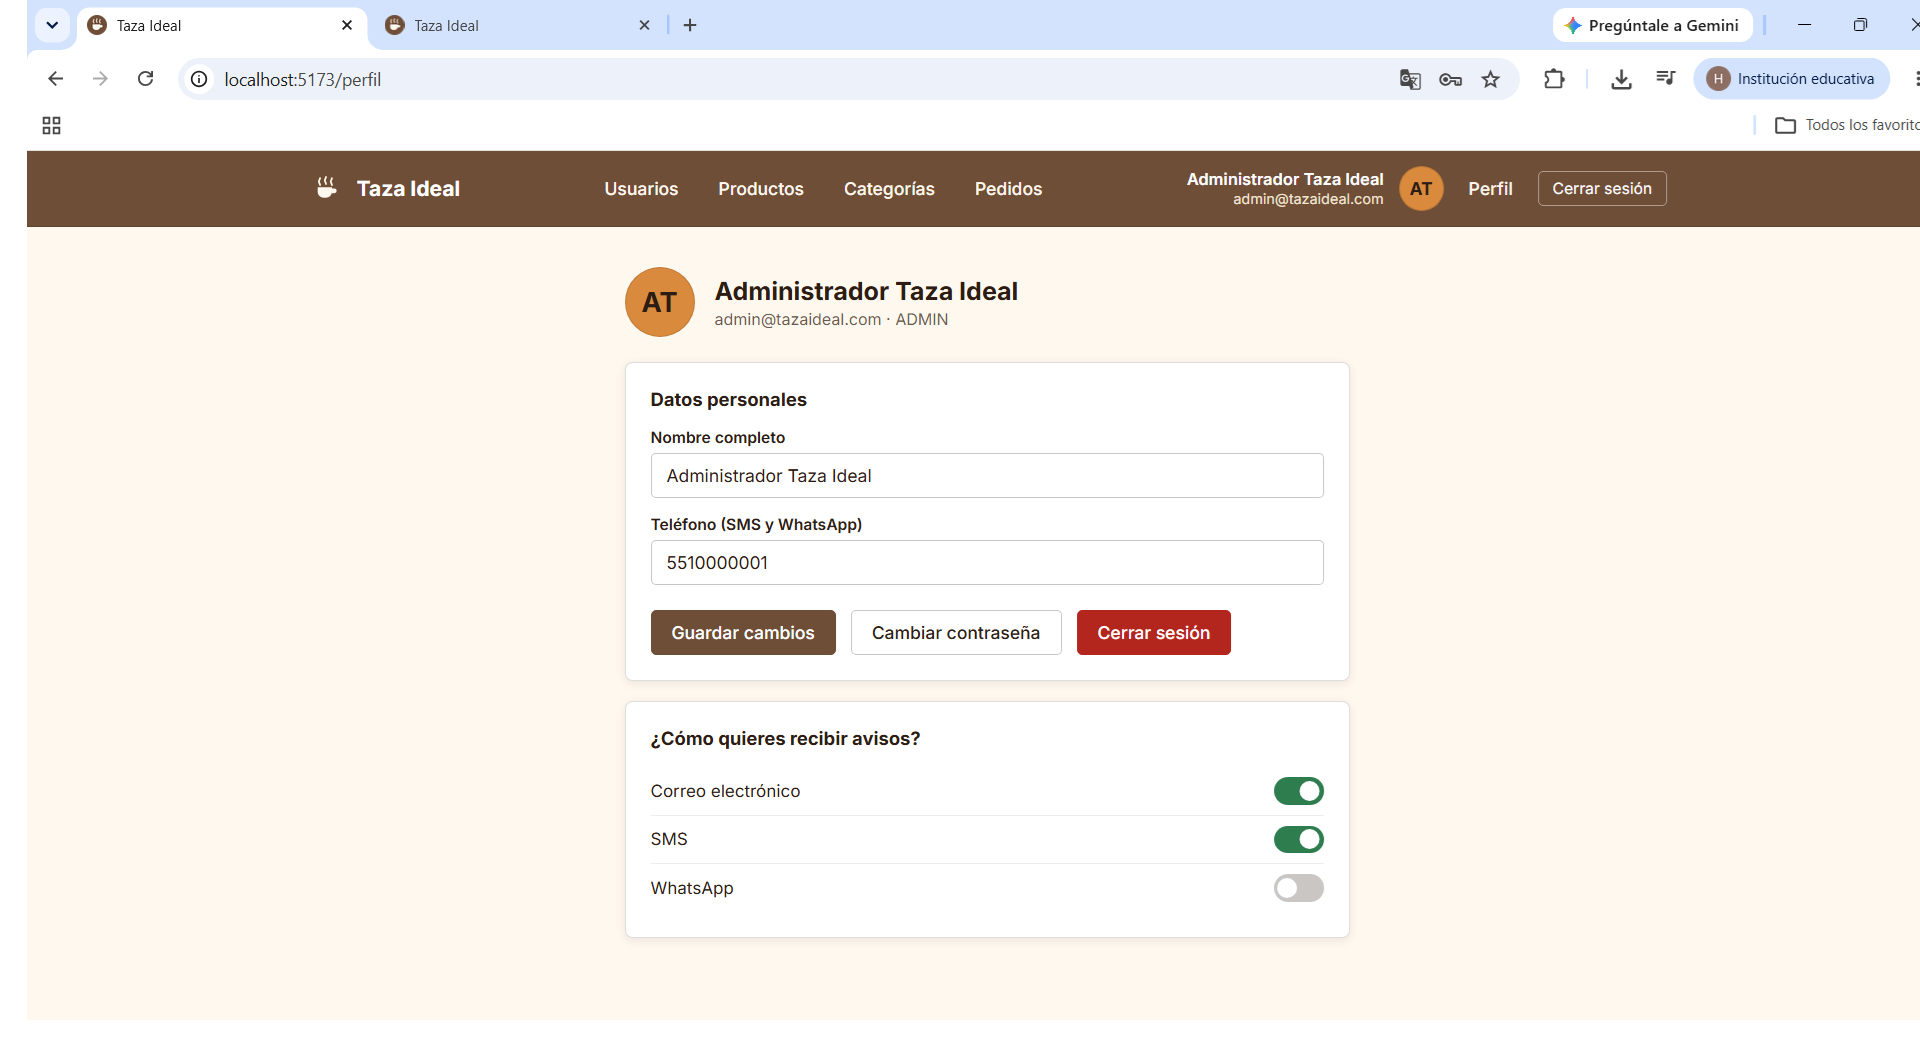 Taza Ideal
Taza Ideal
Pregúntale a Gemini
localhost:5173/perfil
H
Institución educativa
Todos los favorito
Taza Ideal
Usuarios
Productos
Categorías
Pedidos
Administrador Taza Ideal
admin@tazaideal.com
AT
Perfil
Cerrar sesión
AT
Administrador Taza Ideal
admin@tazaideal.com · ADMIN
Datos personales
Nombre completo
Administrador Taza Ideal
Teléfono (SMS y WhatsApp)
5510000001
Guardar cambios
Cambiar contraseña
Cerrar sesión
¿Cómo quieres recibir avisos?
Correo electrónico
SMS
WhatsApp